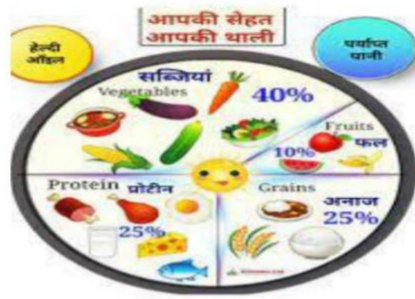 आपकी सेहत
आपकी थाली
हेल्दी
ऑइल
पर्याप्त
पानी
सब्जियां
Vegetables
40%
Fruits
फल
10%
Protein प्रोटीन
25%
Grains
अनाज
25%